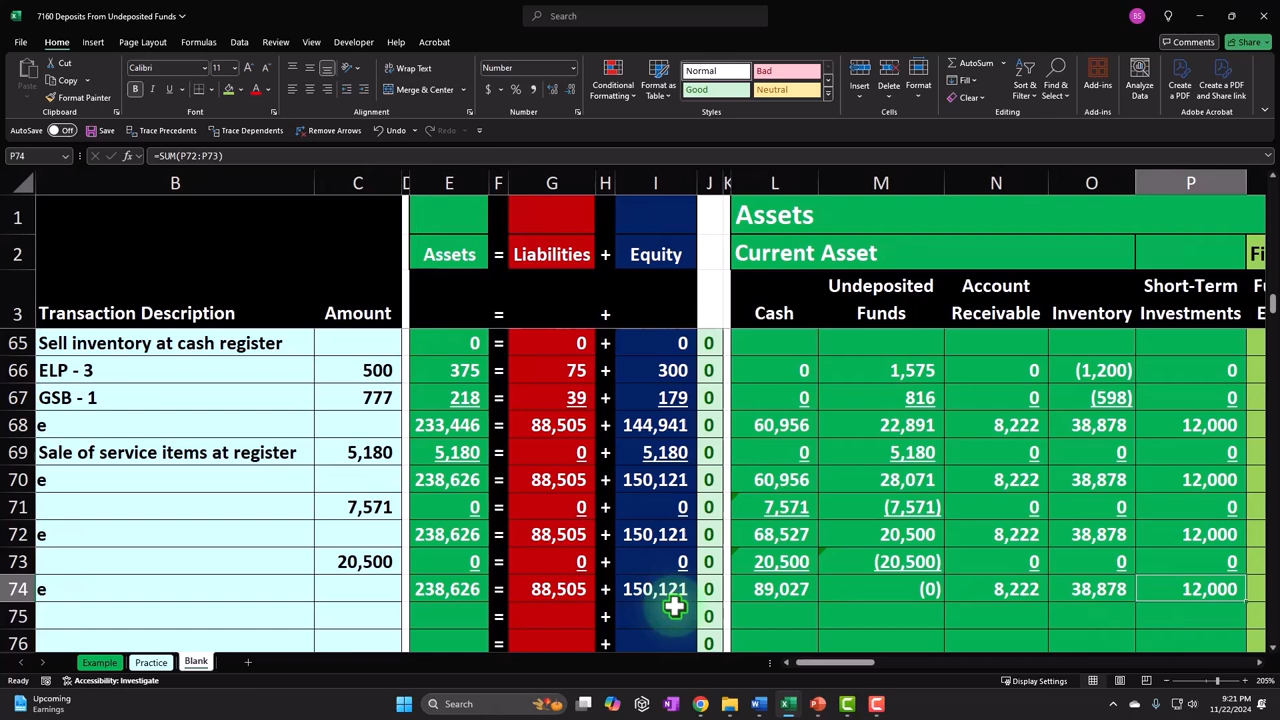 7160 Deposits From Undeposited Funds
Search
BS
File Home Insert Draw Page Layout Formulas Data Review View Developer Help Acrobat
Comments Share
Cut
Copy
Format Painter
Clipboard
Calibri 11
B I U
Font
Wrap Text
Merge & Center
Alignment
Number
$ % ,
Number
Conditional Formatting
Format as Table
Normal Bad
Good Neutral
Styles
Insert Delete Format
Cells
AutoSum
Fill
Clear
Sort & Filter
Find & Select
Editing
Add-ins
Add-ins
Analyze Data
Create a PDF
Create a PDF and Share link
Adobe Acrobat
AutoSave Off Save Trace Precedents Trace Dependents Remove Arrows Undo Redo
P74 fx =SUM(P72:P73)
B C D E F G H I J K L M N O P
1 Assets
2 Assets = Liabilities + Equity Current Asset Fi
3 Transaction Description Amount = + Cash Undeposited Funds Account Receivable Inventory Short-Term Investments Fu E
65 Sell inventory at cash register 0 = 0 + 0 0
66 ELP - 3 500 375 = 75 + 300 0 0 1,575 0 (1,200) 0
67 GSB - 1 777 218 = 39 + 179 0 0 816 0 (598) 0
68 e 233,446 = 88,505 + 144,941 0 60,956 22,891 8,222 38,878 12,000
69 Sale of service items at register 5,180 5,180 = 0 + 5,180 0 0 5,180 0 0 0
70 e 238,626 = 88,505 + 150,121 0 60,956 28,071 8,222 38,878 12,000
71 7,571 0 = 0 + 0 0 7,571 (7,571) 0 0 0
72 e 238,626 = 88,505 + 150,121 0 68,527 20,500 8,222 38,878 12,000
73 20,500 0 = 0 + 0 0 20,500 (20,500) 0 0 0
74 e 238,626 = 88,505 + 150,121 0 89,027 (0) 8,222 38,878 12,000
75 = + 0
76 = + 0
Example Practice Blank
Ready Accessibility: Investigate Display Settings 205%
Upcoming
Earnings
Search
9:21 PM
11/22/2024